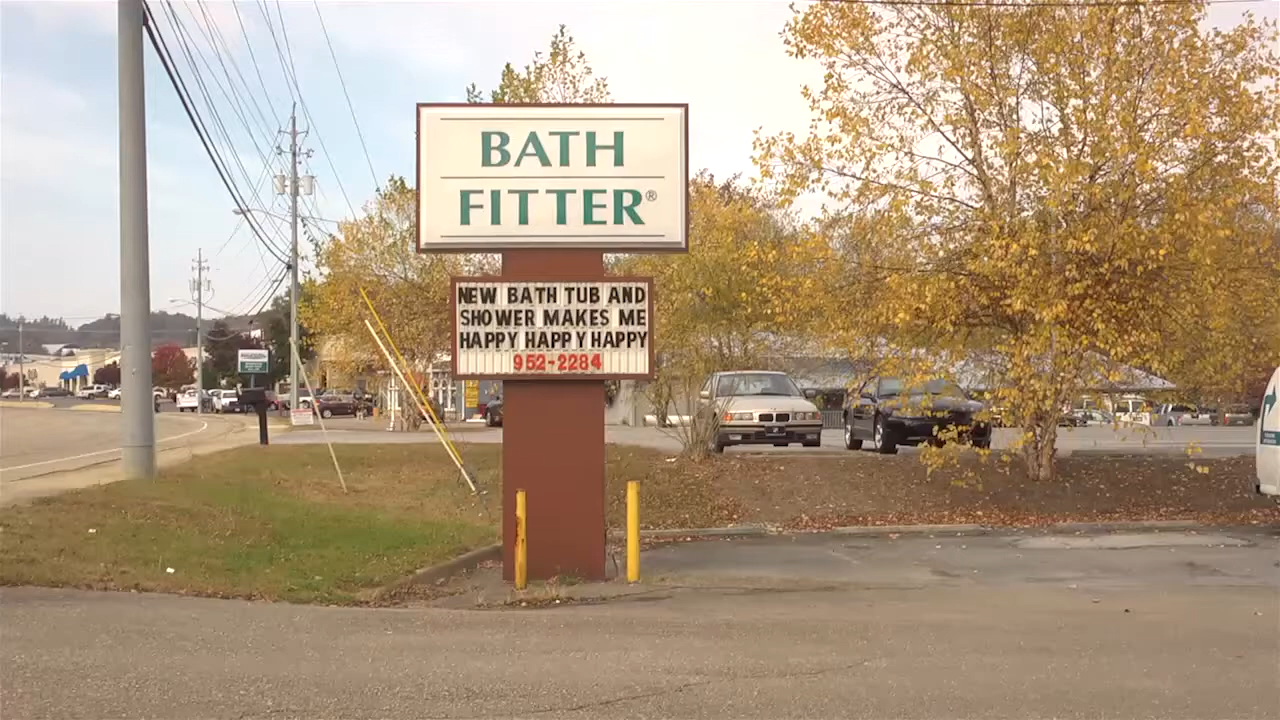 BATH
FITTER®
NEW BATH TUB AND
SHOWER MAKES ME
HAPPY HAPPY HAPPY
952-2284